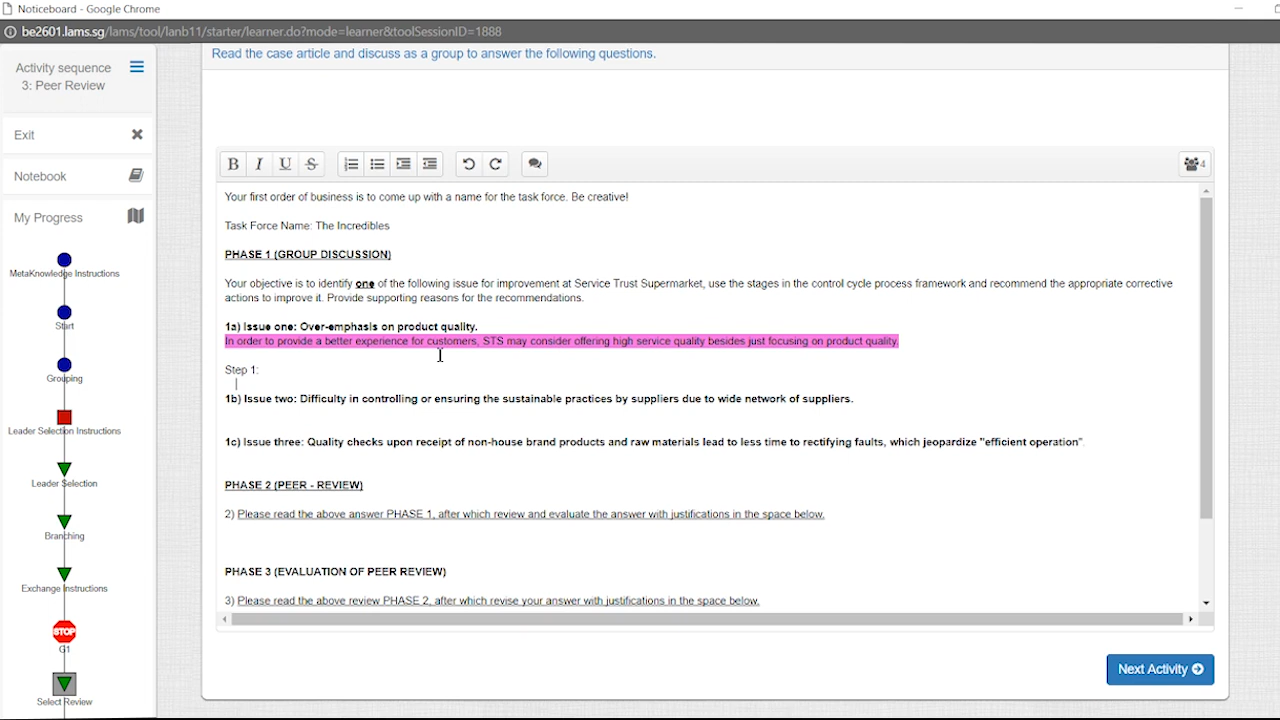 Noticeboard - Google Chrome
be2601.lams.sg/lams/tool/lanb11/starter/learner.do?mode=learner&toolSessionID=1888
Activity sequence
3: Peer Review
Exit
Notebook
My Progress
MetaKnowledge Instructions
Start
Grouping
Leader Selection Instructions
Leader Selection
Branching
Exchange Instructions
STOP
G1
Select Review
Read the case article and discuss as a group to answer the following questions.
B I U S 4
Your first order of business is to come up with a name for the task force. Be creative!
Task Force Name: The Incredibles
PHASE 1 (GROUP DISCUSSION)
Your objective is to identify one of the following issue for improvement at Service Trust Supermarket, use the stages in the control cycle process framework and recommend the appropriate corrective
actions to improve it. Provide supporting reasons for the recommendations.
1a) Issue one: Over-emphasis on product quality.
In order to provide a better experience for customers, STS may consider offering high service quality besides just focusing on product quality.
Step 1:
1b) Issue two: Difficulty in controlling or ensuring the sustainable practices by suppliers due to wide network of suppliers.
1c) Issue three: Quality checks upon receipt of non-house brand products and raw materials lead to less time to rectifying faults, which jeopardize "efficient operation".
PHASE 2 (PEER - REVIEW)
2) Please read the above answer PHASE 1, after which review and evaluate the answer with justifications in the space below.
PHASE 3 (EVALUATION OF PEER REVIEW)
3) Please read the above review PHASE 2, after which revise your answer with justifications in the space below.
Next Activity